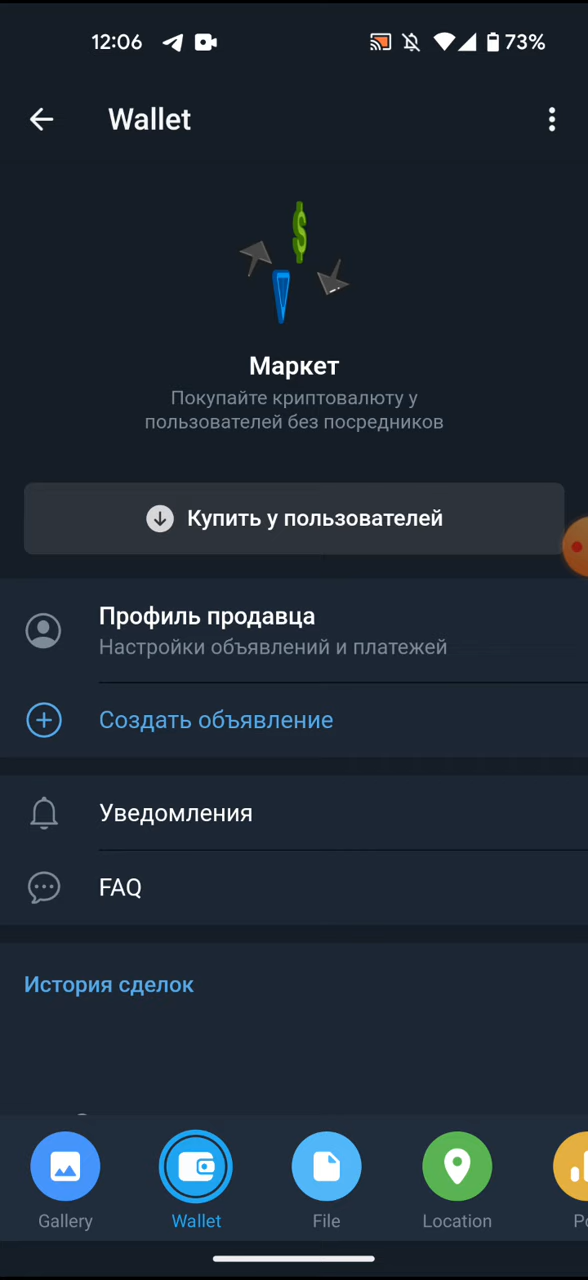 12:06
73%
Wallet
Маркет
Покупайте криптовалюту у
пользователей без посредников
Купить у пользователей
Профиль продавца
Настройки объявлений и платежей
Создать объявление
Уведомления
FAQ
История сделок
Gallery
Wallet
File
Location